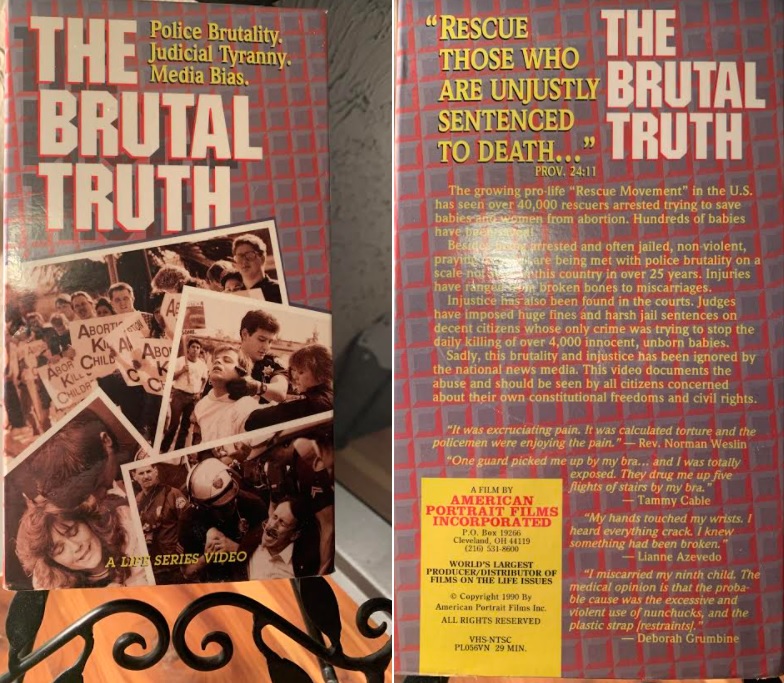 THE
BRUTAL
TRUTH
Police Brutality.
Judicial Tyranny.
Media Bias.
ABORTION
KILLS
CHILDREN
ABOR
KILL
CHILDR
ABO
KI
CH
AB
A LIFE SERIES VIDEO
"RESCUE
THOSE WHO
ARE UNJUSTLY
SENTENCED
TO DEATH..."
PROV. 24:11
THE
BRUTAL
TRUTH
The growing pro-life "Rescue Movement" in the U.S.
has seen over 40,000 rescuers arrested trying to save
babies and women from abortion. Hundreds of babies
have been
arrested and often jailed, non-violent,
are being met with police brutality on a
scale this country in over 25 years. Injuries
have broken bones to miscarriages.
Injustice has also been found in the courts. Judges
have imposed huge fines and harsh jail sentences on
decent citizens whose only crime was trying to stop the
daily killing of over 4,000 innocent, unborn babies.
Sadly, this brutality and injustice has been ignored by
the national news media. This video documents the
abuse and should be seen by all citizens concerned
about their own constitutional freedoms and civil rights.
"It was excruciating pain. It was calculated torture and the
policemen were enjoying the pain." — Rev. Norman Weslin
"One guard picked me up by my bra... and I was totally
exposed. They drug me up five
flights of stairs by my bra."
— Tammy Cable
"My hands touched my wrists. I
heard everything crack. I knew
something had been broken."
— Lianne Azevedo
"I miscarried my ninth child. The
medical opinion is that the proba-
ble cause was the excessive and
violent use of nunchucks, and the
plastic strap [restraints]."
— Deborah Grumbine
A FILM BY
AMERICAN
PORTRAIT FILMS
INCORPORATED
P.O. Box 19266
Cleveland, OH 44119
(216) 531-8600
WORLD'S LARGEST
PRODUCER/DISTRIBUTOR OF
FILMS ON THE LIFE ISSUES
© Copyright 1990 By
American Portrait Films Inc.
ALL RIGHTS RESERVED
VHS-NTSC
PL056VN 29 MIN.